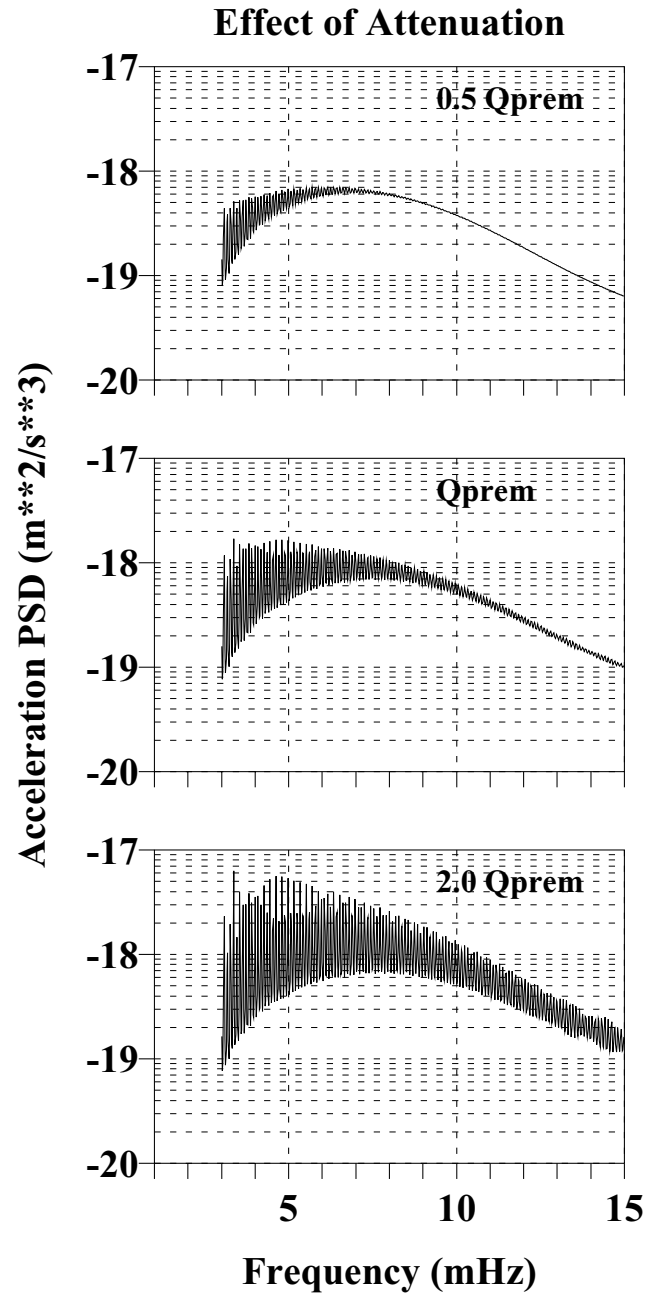 Effect of Attenuation
Acceleration PSD (m**2/s**3)
-17
0.5 Qprem
-18
-19
-20
-17
Qprem
-18
-19
-20
-17
2.0 Qprem
-18
-19
-20
5 10 15
Frequency (mHz)